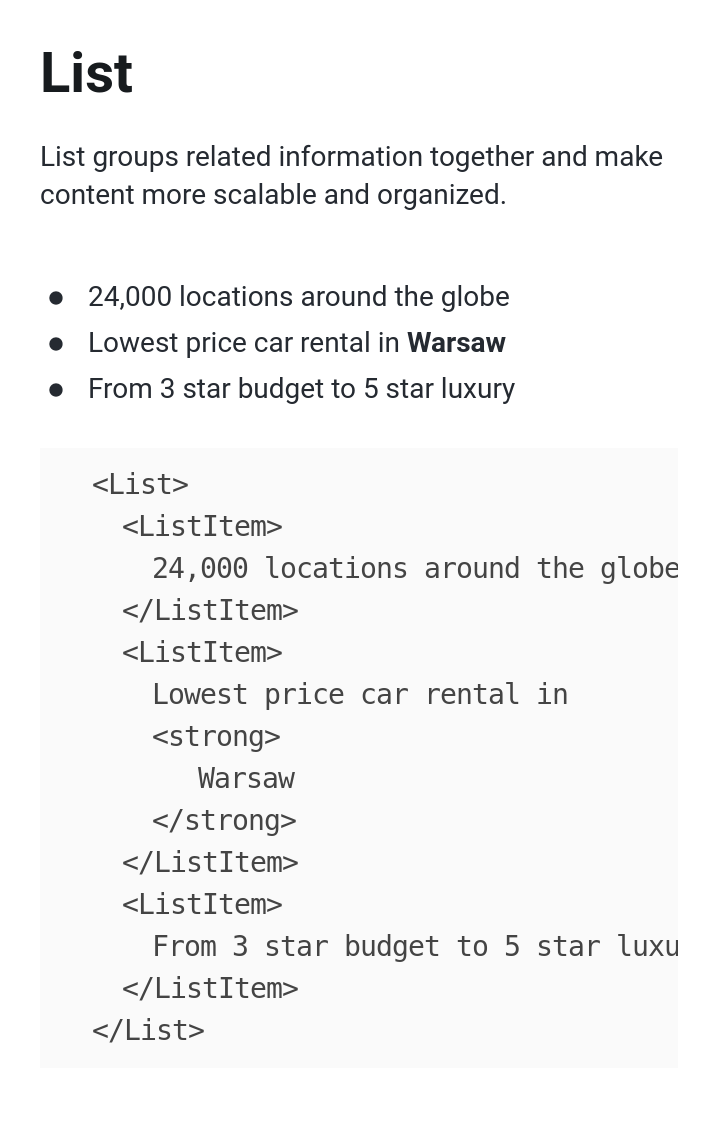 List
List groups related information together and make
content more scalable and organized.
● 24,000 locations around the globe
● Lowest price car rental in Warsaw
● From 3 star budget to 5 star luxury
<List>
<ListItem>
24,000 locations around the globe
</ListItem>
<ListItem>
Lowest price car rental in
<strong>
Warsaw
</strong>
</ListItem>
<ListItem>
From 3 star budget to 5 star luxu
</ListItem>
</List>